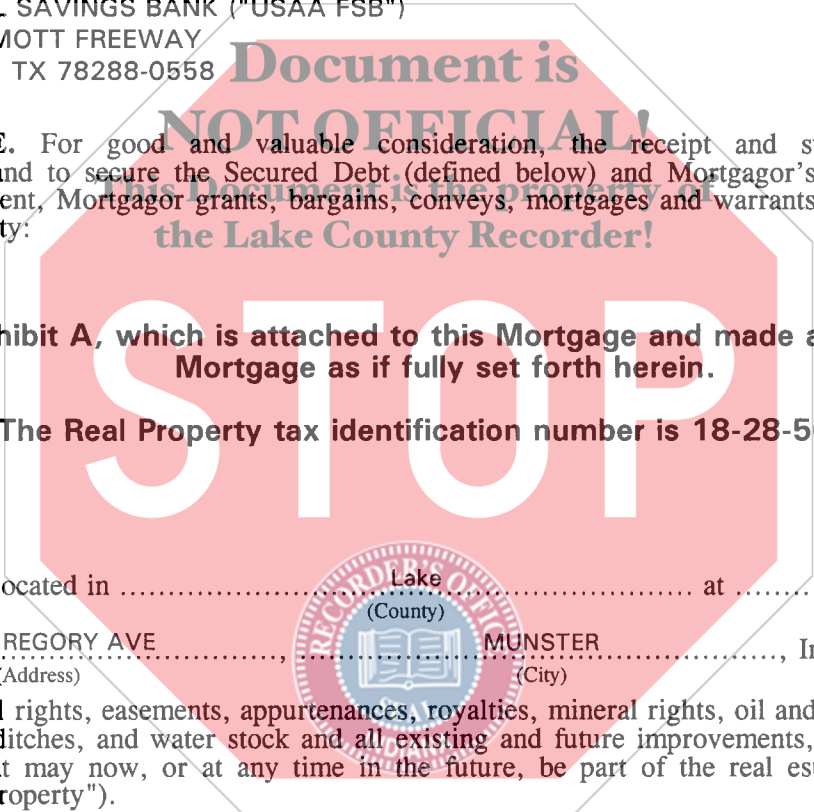 SAVINGS BANK ("USAA FSB")
MOTT FREEWAY
TX 78288-0558
Document is
NOT OFFICIAL!
This Document is the property of
the Lake County Recorder!
For good and valuable consideration, the receipt and
and to secure the Secured Debt (defined below) and Mortgagor's
ent, Mortgagor grants, bargains, conveys, mortgages and warrants
ty:
STOP
hibit A, which is attached to this Mortgage and made a
Mortgage as if fully set forth herein.
The Real Property tax identification number is 18-28-5
ocated in .......... Lake .......... at ..........
(County)
REGORY AVE .........., .......... MUNSTER .........., In
(Address) (City)
RECORDER'S OFFICE
rights, easements, appurtenances, royalties, mineral rights, oil and
ditches, and water stock and all existing and future improvements,
t may now, or at any time in the future, be part of the real est
roperty").